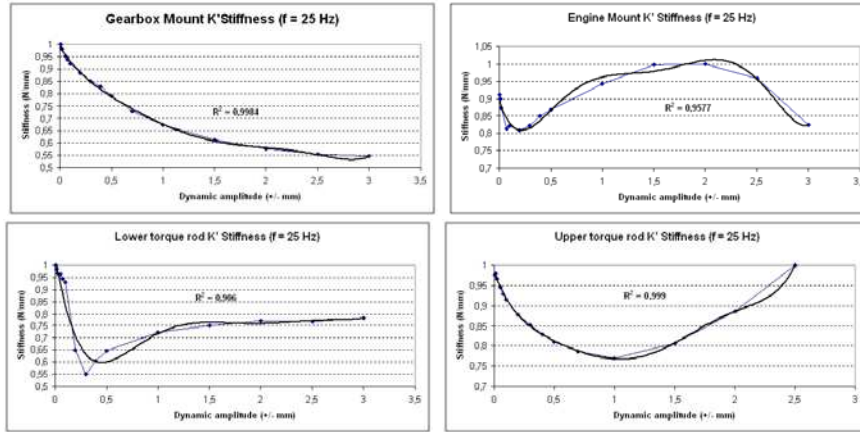 Gearbox Mount K'Stiffness (f = 25 Hz)
Stiffness (N/mm)
1
0,95
0,9
0,85
0,8
0,75
0,7
0,65
0,6
0,55
0,5
R² = 0,9984
0 0,5 1 1,5 2 2,5 3 3,5
Dynamic amplitude (+/- mm)
Engine Mount K' Stiffness (f = 25 Hz)
Stiffness (N/mm)
1,05
1
0,95
0,9
0,85
0,8
0,75
0,7
R² = 0,9577
0 0,5 1 1,5 2 2,5 3 3,5
Dynamic amplitude (+/- mm)
Lower torque rod K' Stiffness (f = 25 Hz)
Stiffness (N/mm)
1
0,95
0,9
0,85
0,8
0,75
0,7
0,65
0,6
0,55
0,5
R² = 0,906
0 0,5 1 1,5 2 2,5 3 3,5
Dynamic amplitude (+/- mm)
Upper torque rod K' Stiffness (f = 25 Hz)
Stiffness (N/mm)
1
0,95
0,9
0,85
0,8
0,75
0,7
R² = 0,999
0 0,5 1 1,5 2 2,5 3
Dynamic amplitude (+/- mm)